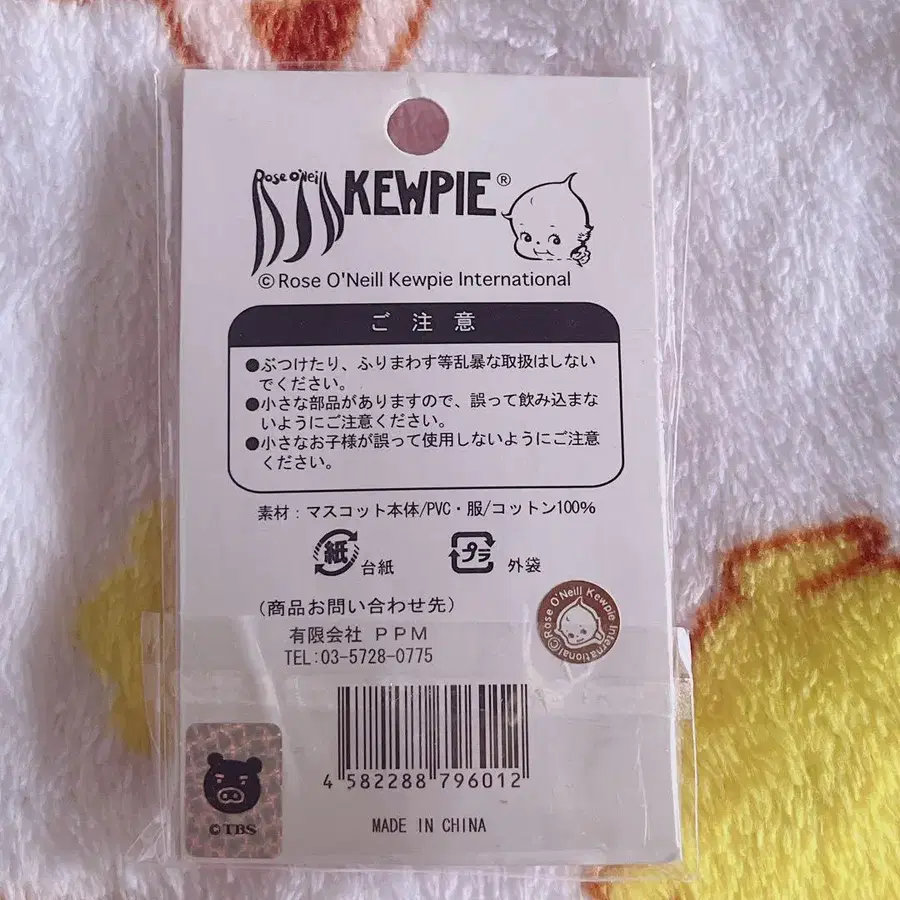 Rose O'Neill
KEWPIE®
©Rose O'Neill Kewpie International
ご注意
●ぶつけたり、ふりまわす等乱暴な取扱はしない
でください。
●小さな部品がありますので、誤って飲み込まな
いようにご注意ください。
●小さなお子様が誤って使用しないようにご注意
ください。
素材：マスコット本体/PVC・服/コットン100%
紙 台紙
プラ 外袋
(商品お問い合わせ先)
有限会社 PPM
TEL:03-5728-0775
©Rose O'Neill Kewpie International
4 582288 796012
©TBS
MADE IN CHINA